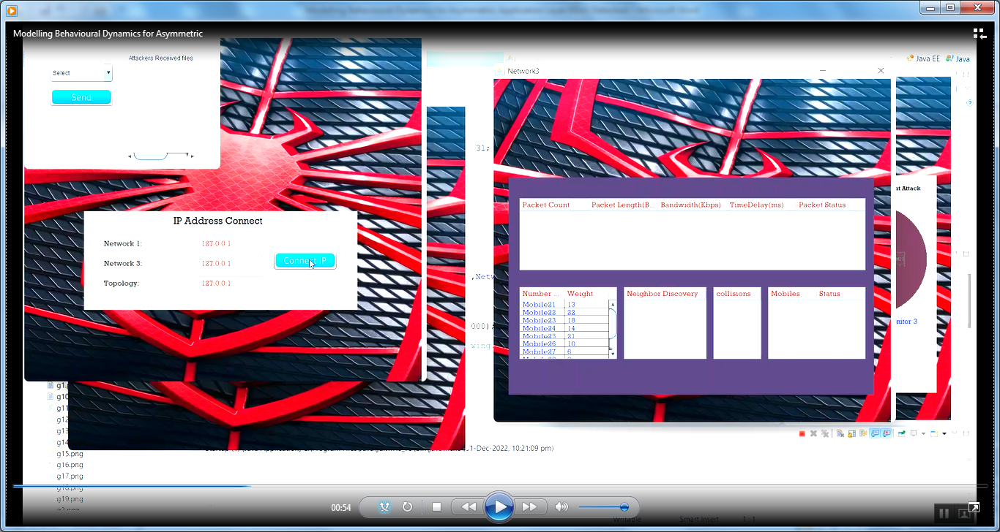 Modelling Behavioural Dynamics for Asymmetric
Java EE
Java
Attackers Received files
Select
Send
Network3
31;
IP Address Connect
Network 1:
127.0.0.1
Network 3:
127.0.0.1
Connect IP
Topology:
127.0.0.1
,Netw
000);
wing
Packet Count Packet Length(B... Bandwidth(Kbps) TimeDelay(ms) Packet Status
Number ... Weight
Mobile21 13
Mobile22 22
Mobile23 18
Mobile24 14
Mobile25 21
Mobile26 10
Mobile27 6
Neighbor Discovery
collisions
Mobiles Status
nt Attack
nitor 3
g1.
g10
g11
g12
g13
g14
g15.png
g16.png
g17.png
g18.png
g19.png
1-Dec-2022, 10:21:09 pm)
00:54
Writable
Smart Insert
1 : 1